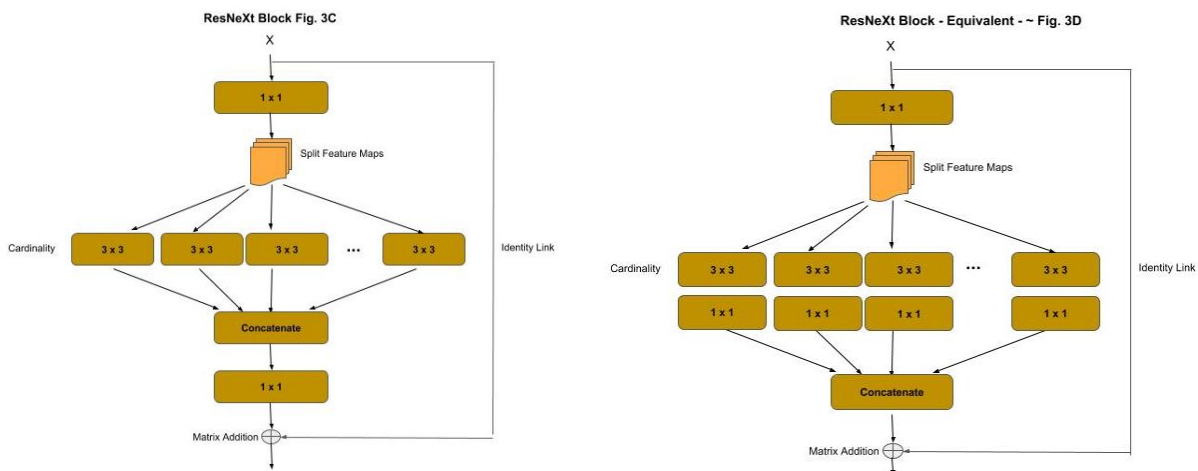 ResNeXt Block Fig. 3C
X
1 x 1
Split Feature Maps
Cardinality
3 x 3
3 x 3
3 x 3
...
3 x 3
Identity Link
Concatenate
1 x 1
Matrix Addition
ResNeXt Block - Equivalent - ~ Fig. 3D
X
1 x 1
Split Feature Maps
Cardinality
3 x 3
3 x 3
3 x 3
...
3 x 3
Identity Link
1 x 1
1 x 1
1 x 1
1 x 1
Concatenate
Matrix Addition